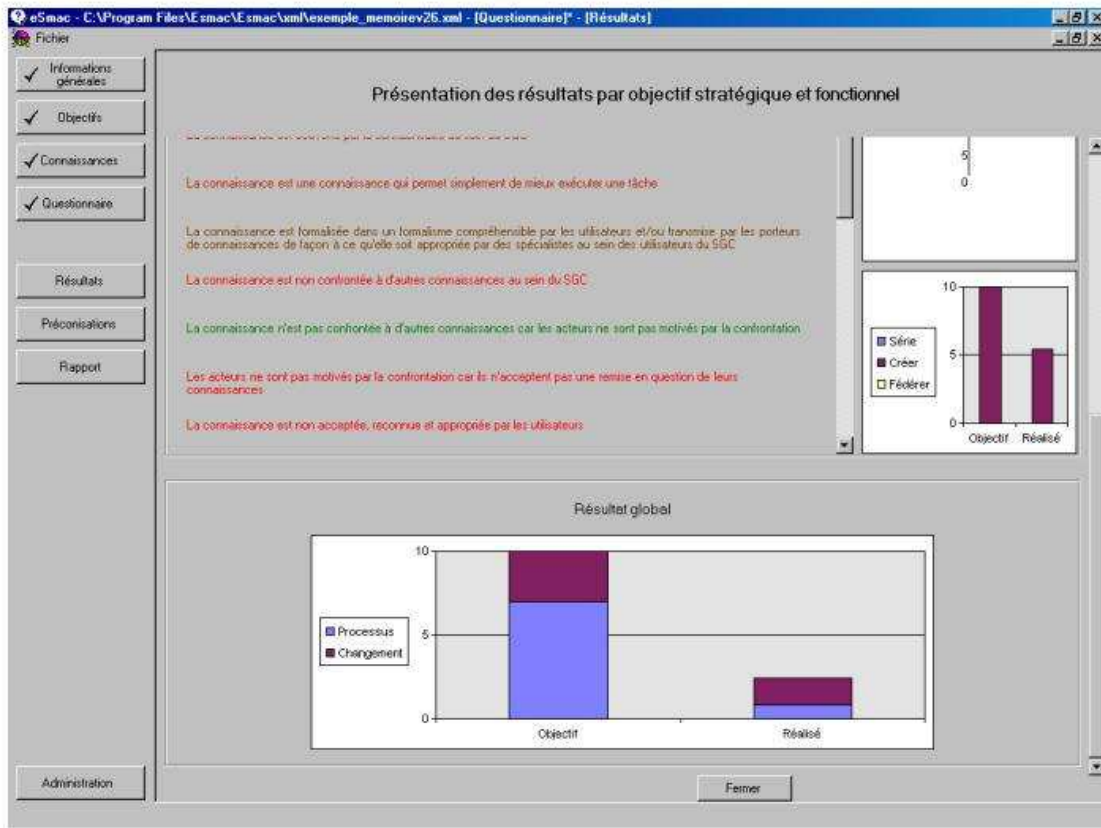 eSmac - C:\Program Files\Esmac\Esmac\xml\exemple_memoirev26.xml - [Questionnaire]* - [Résultats]
Fichier
Informations
générales
Objectifs
Connaissances
Questionnaire
Résultats
Préconisations
Rapport
Administration
Présentation des résultats par objectif stratégique et fonctionnel
La connaissance est une connaissance qui permet simplement de mieux exécuter une tâche
La connaissance est formalisée dans un formalisme compréhensible par les utilisateurs et/ou transmise par les porteurs
de connaissances de façon à ce qu'elle soit appropriée par des spécialistes au sein des utilisateurs du SGC
La connaissance est non confrontée à d'autres connaissances au sein du SGC
La connaissance n'est pas confrontée à d'autres connaissances car les acteurs ne sont pas motivés par la confrontation
Les acteurs ne sont pas motivés par la confrontation car ils n'acceptent pas une remise en question de leurs
connaissances
La connaissance est non acceptée, reconnue et appropriée par les utilisateurs
5
0
10
5
0
Série
Créer
Fédérer
Objectif Réalisé
Résultat global
10
5
0
Processus
Changement
Objectif Réalisé
Fermer